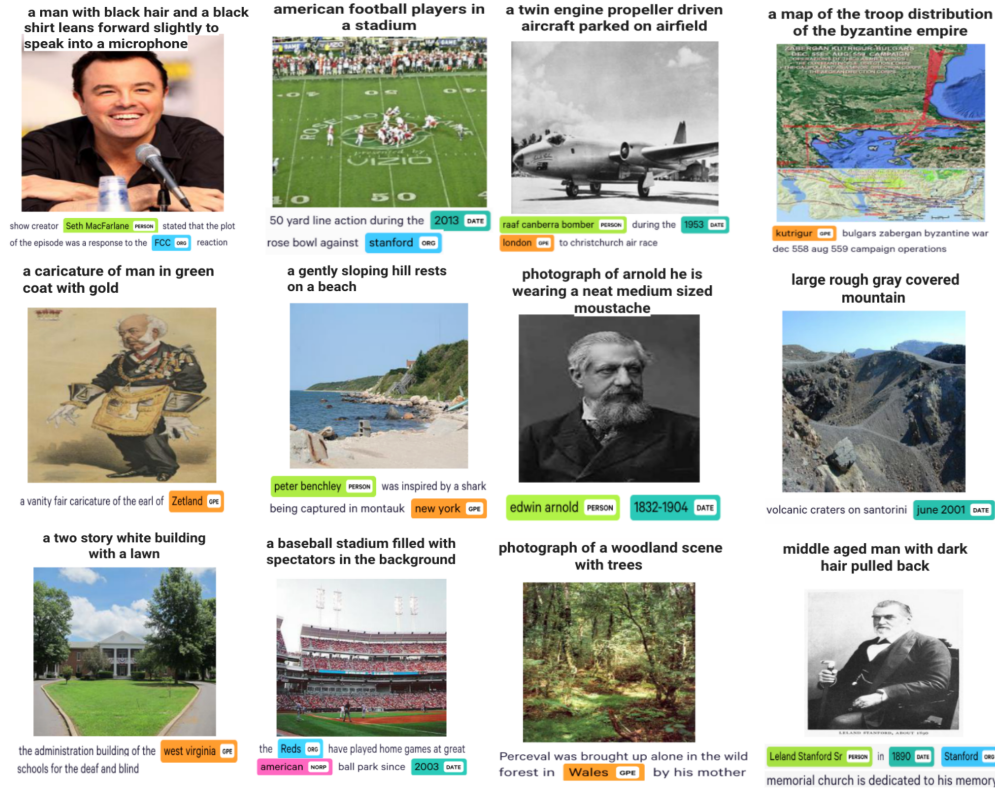 a man with black hair and a black
shirt leans forward slightly to
speak into a microphone
show creator Seth MacFarlane PERSON stated that the plot
of the episode was a response to the FCC ORG reaction
american football players in
a stadium
ROSE BOWL
VIZIO
50
50 yard line action during the 2013 DATE
rose bowl against stanford ORG
a twin engine propeller driven
aircraft parked on airfield
raaf canberra bomber PERSON during the 1953 DATE
london GPE to christchurch air race
a map of the troop distribution
of the byzantine empire
ZABERGAN KUTRIGUR-BULGARS
kutrigur GPE bulgars zabergan byzantine war
dec 558 aug 559 campaign operations
a caricature of man in green
coat with gold
a vanity fair caricature of the earl of Zetland GPE
a gently sloping hill rests
on a beach
peter benchley PERSON was inspired by a shark
being captured in montauk new york GPE
photograph of arnold he is
wearing a neat medium sized
moustache
edwin arnold PERSON 1832-1904 DATE
large rough gray covered
mountain
volcanic craters on santorini june 2001 DATE
a two story white building
with a lawn
the administration building of the west virginia GPE
schools for the deaf and blind
a baseball stadium filled with
spectators in the background
the Reds ORG have played home games at great
american NORP ball park since 2003 DATE
photograph of a woodland scene
with trees
Perceval was brought up alone in the wild
forest in Wales GPE by his mother
middle aged man with dark
hair pulled back
LELAND STANFORD, ABOUT 1890
Leland Stanford Sr PERSON in 1890 DATE Stanford ORG
memorial church is dedicated to his memory